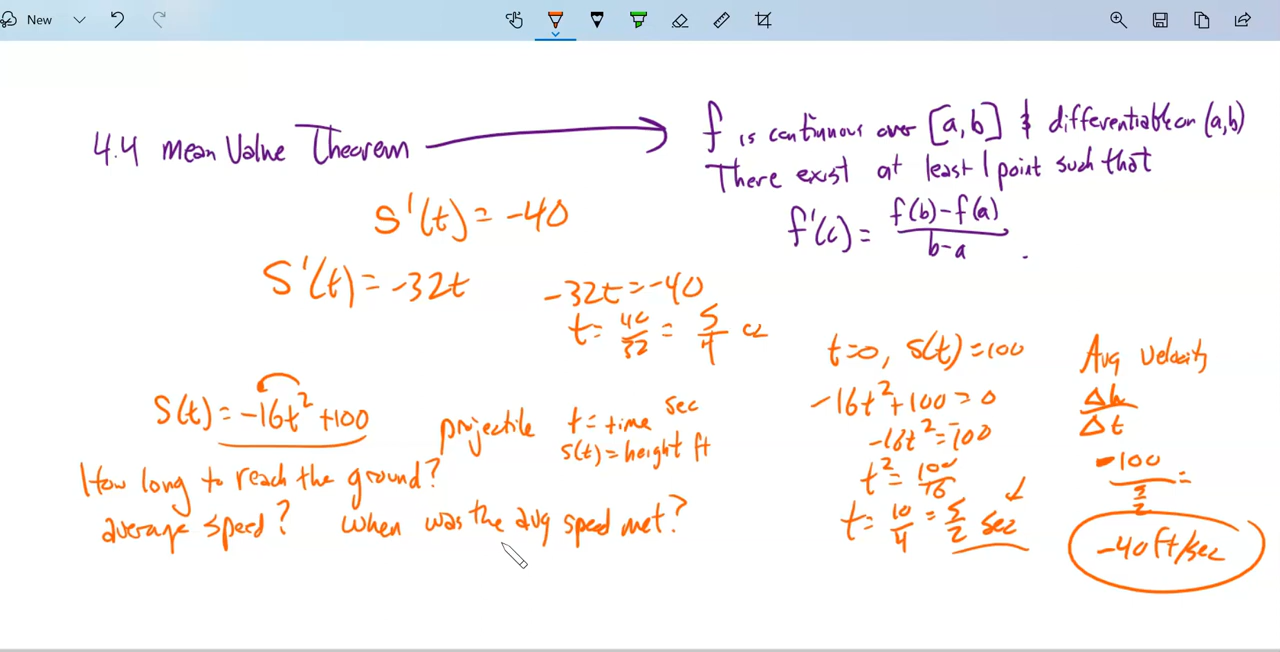 New
4.4 Mean Value Theorem
f is continuous over [a,b] & differentiable on (a,b)
There exist at least 1 point such that
f'(c) = f(b)-f(a) / b-a .
S'(t) = -40
S'(t) = -32t
-32t = -40
t = 40/32 = 5/4
S(t) = -16t² +100
projectile
t = time sec
s(t) = height ft
How long to reach the ground?
average speed? When was the avg speed met?
t=0, s(t)=100
-16t²+100=0
-16t²=-100
t² = 100/16
t = 10/4 = 5/2 sec
Avg velocity
Δh/Δt
-100 / 5/2 =
-40 ft/sec